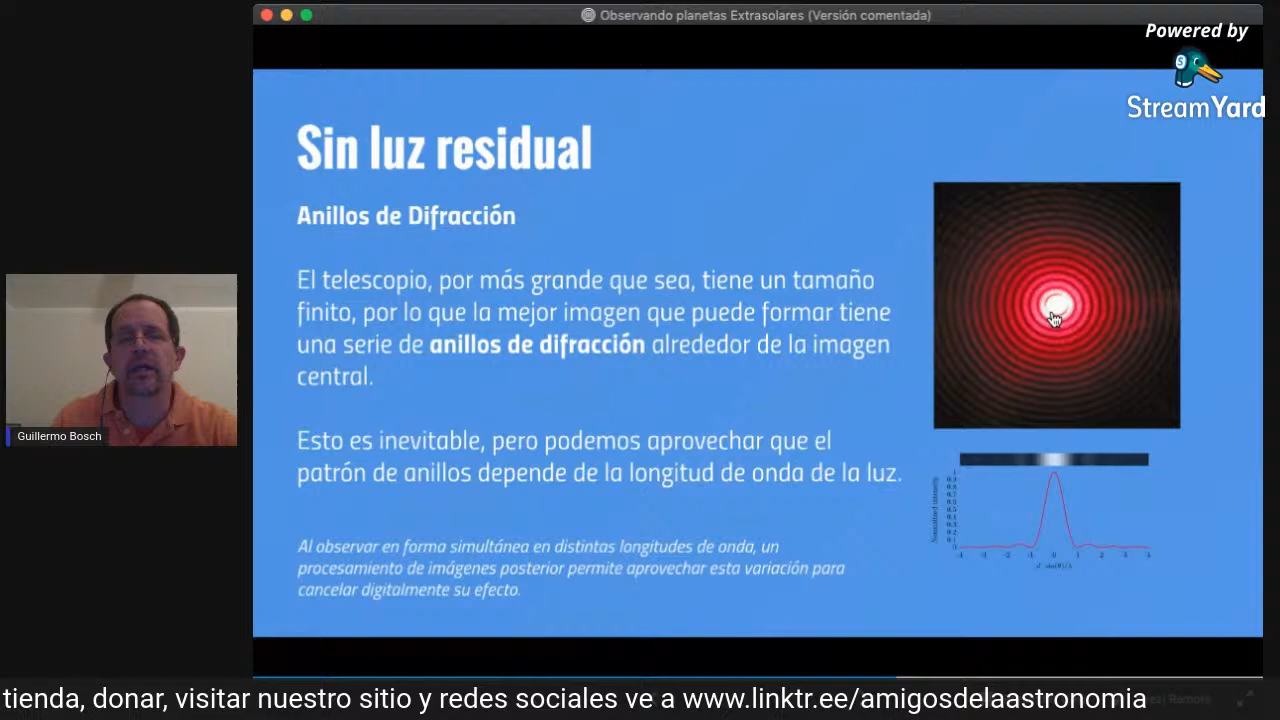 Observando planetas Extrasolares (Versión comentada)
Powered by
StreamYard
Sin luz residual
Anillos de Difracción
El telescopio, por más grande que sea, tiene un tamaño
finito, por lo que la mejor imagen que puede formar tiene
una serie de anillos de difracción alrededor de la imagen
central.
Esto es inevitable, pero podemos aprovechar que el
patrón de anillos depende de la longitud de onda de la luz.
Al observar en forma simultánea en distintas longitudes de onda, un
procesamiento de imágenes posterior permite aprovechar esta variación para
cancelar digitalmente su efecto.
Guillermo Bosch
tienda, donar, visitar nuestro sitio y redes sociales ve a www.linktr.ee/amigosdelaastronomia